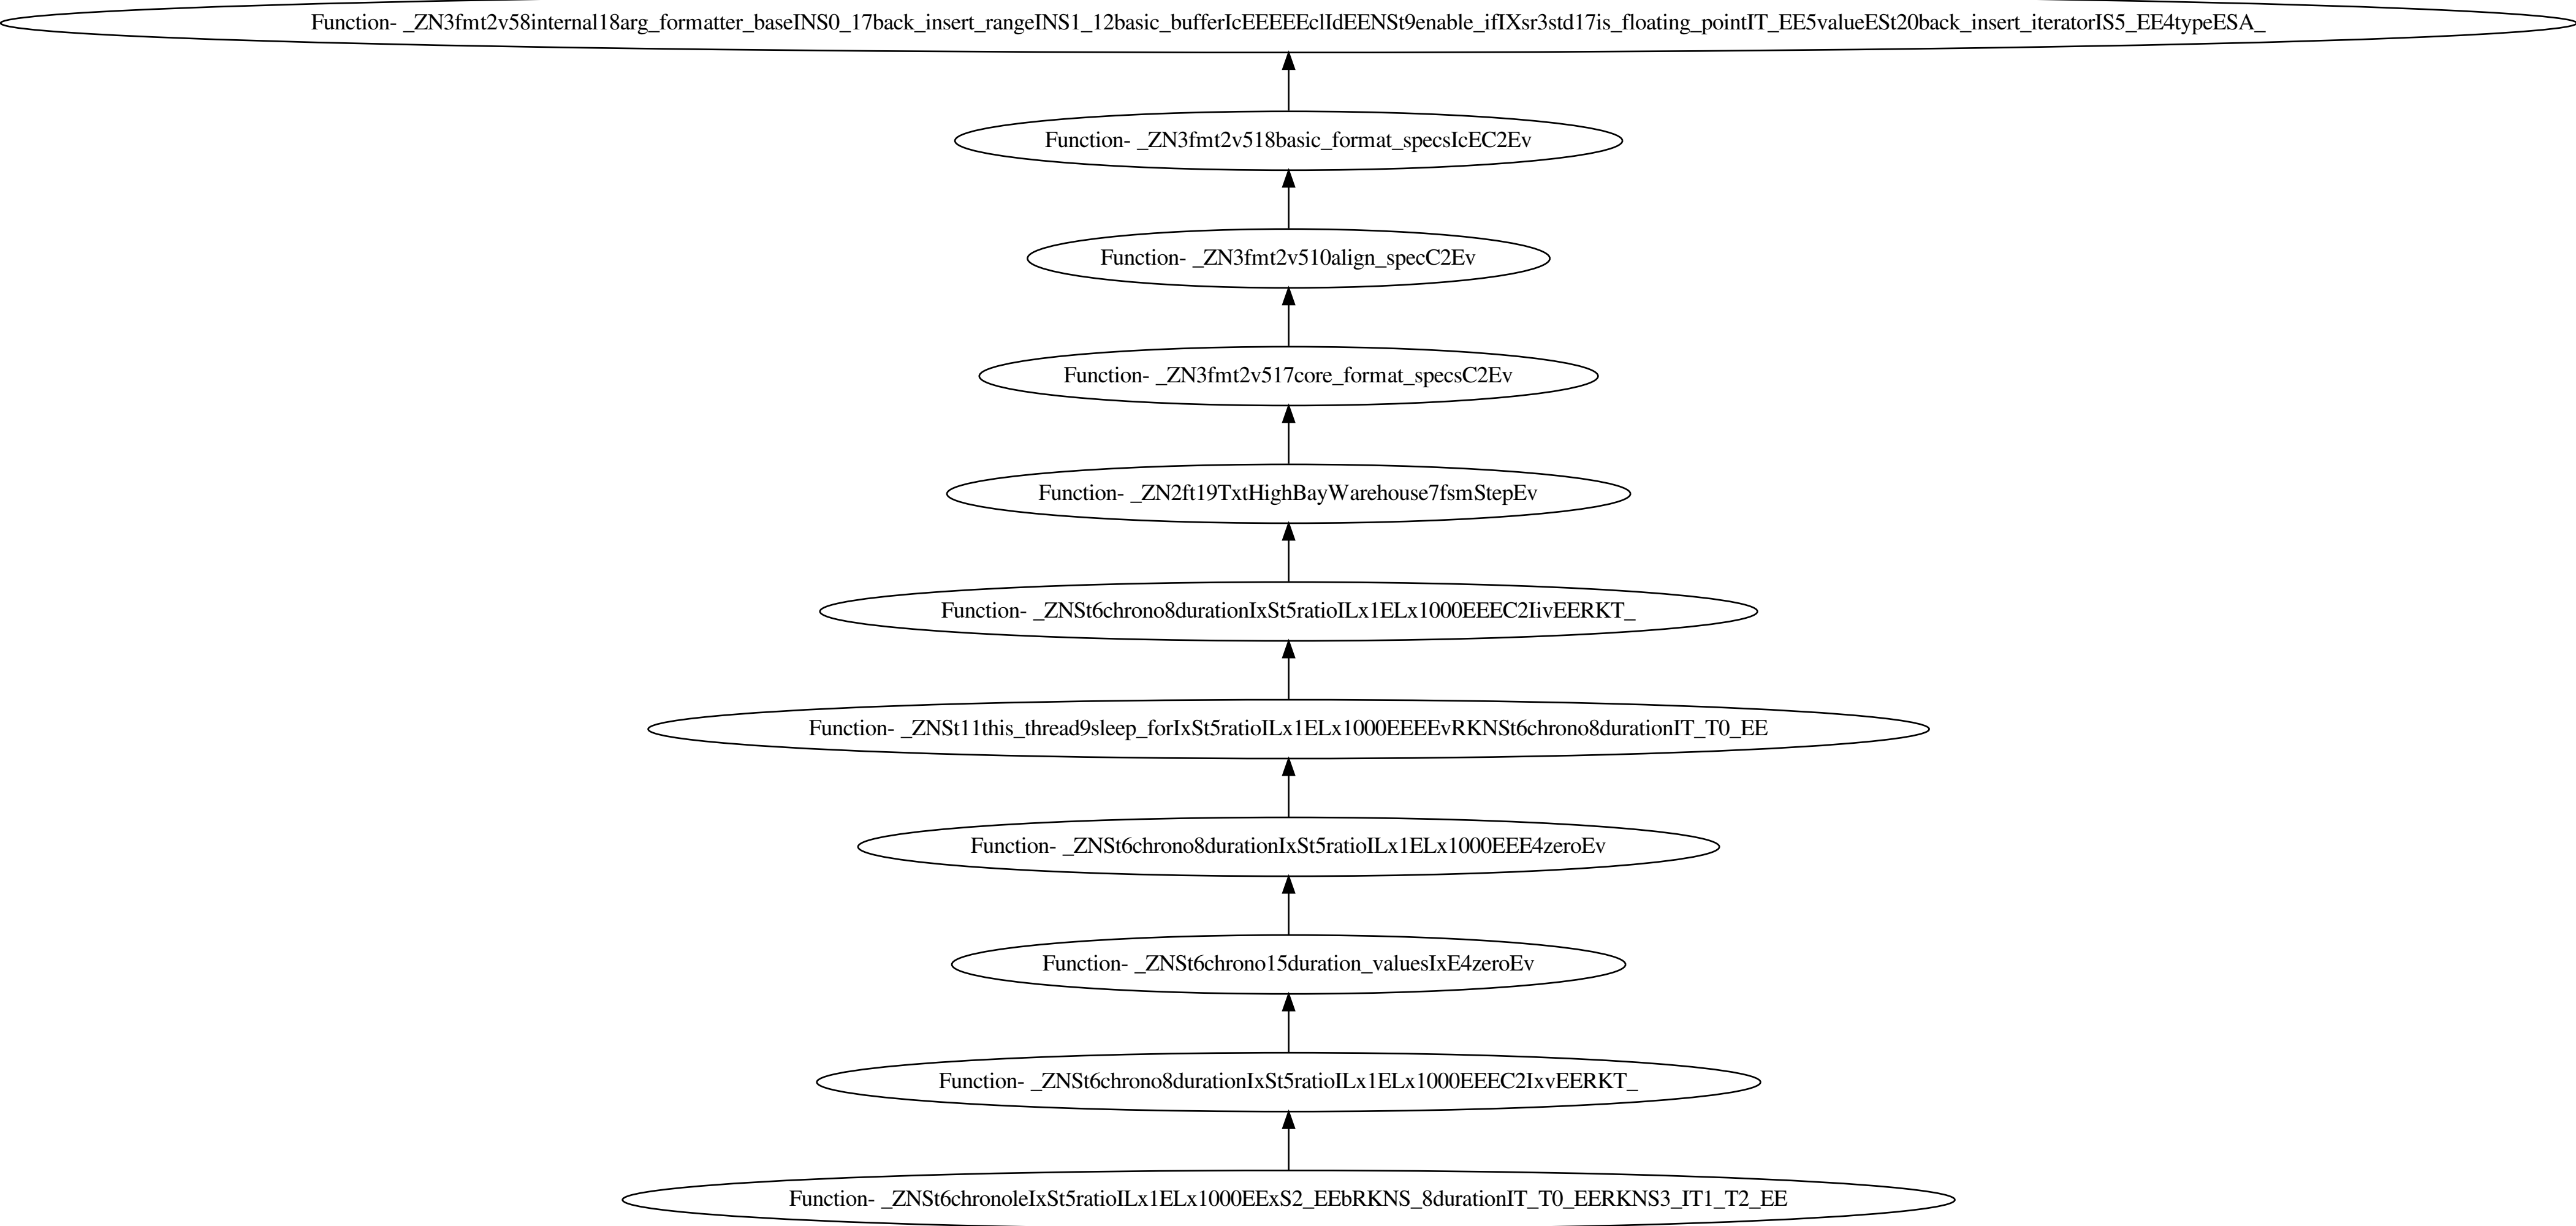 Function- _ZN3fmt2v58internal18arg_formatter_baseINS0_17back_insert_rangeINS1_12basic_bufferIcEEEEEclIdEENSt9enable_ifIXsr3std17is_floating_pointIT_EE5valueESt20back_insert_iteratorIS5_EE4typeESA_
Function- _ZN3fmt2v518basic_format_specsIcEC2Ev
Function- _ZN3fmt2v510align_specC2Ev
Function- _ZN3fmt2v517core_format_specsC2Ev
Function- _ZN2ft19TxtHighBayWarehouse7fsmStepEv
Function- _ZNSt6chrono8durationIxSt5ratioILx1ELx1000EEEC2IivEERKT_
Function- _ZNSt11this_thread9sleep_forIxSt5ratioILx1ELx1000EEEEvRKNSt6chrono8durationIT_T0_EE
Function- _ZNSt6chrono8durationIxSt5ratioILx1ELx1000EEE4zeroEv
Function- _ZNSt6chrono15duration_valuesIxE4zeroEv
Function- _ZNSt6chrono8durationIxSt5ratioILx1ELx1000EEEC2IxvEERKT_
Function- _ZNSt6chronoleIxSt5ratioILx1ELx1000EExS2_EEbRKNS_8durationIT_T0_EERKNS3_IT1_T2_EE